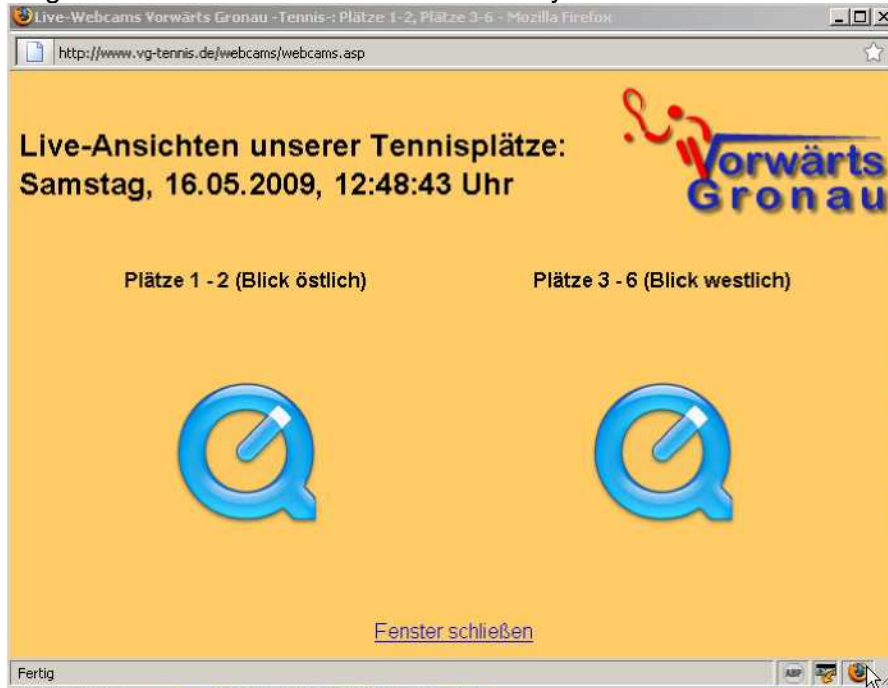 Live-Webcams Vorwärts Gronau -Tennis-: Plätze 1-2, Plätze 3-6 - Mozilla Firefox
http://www.vg-tennis.de/webcams/webcams.asp
Live-Ansichten unserer Tennisplätze:
Samstag, 16.05.2009, 12:48:43 Uhr
Vorwärts
Gronau
Plätze 1 - 2 (Blick östlich)
Plätze 3 - 6 (Blick westlich)
Fenster schließen
Fertig
ABP